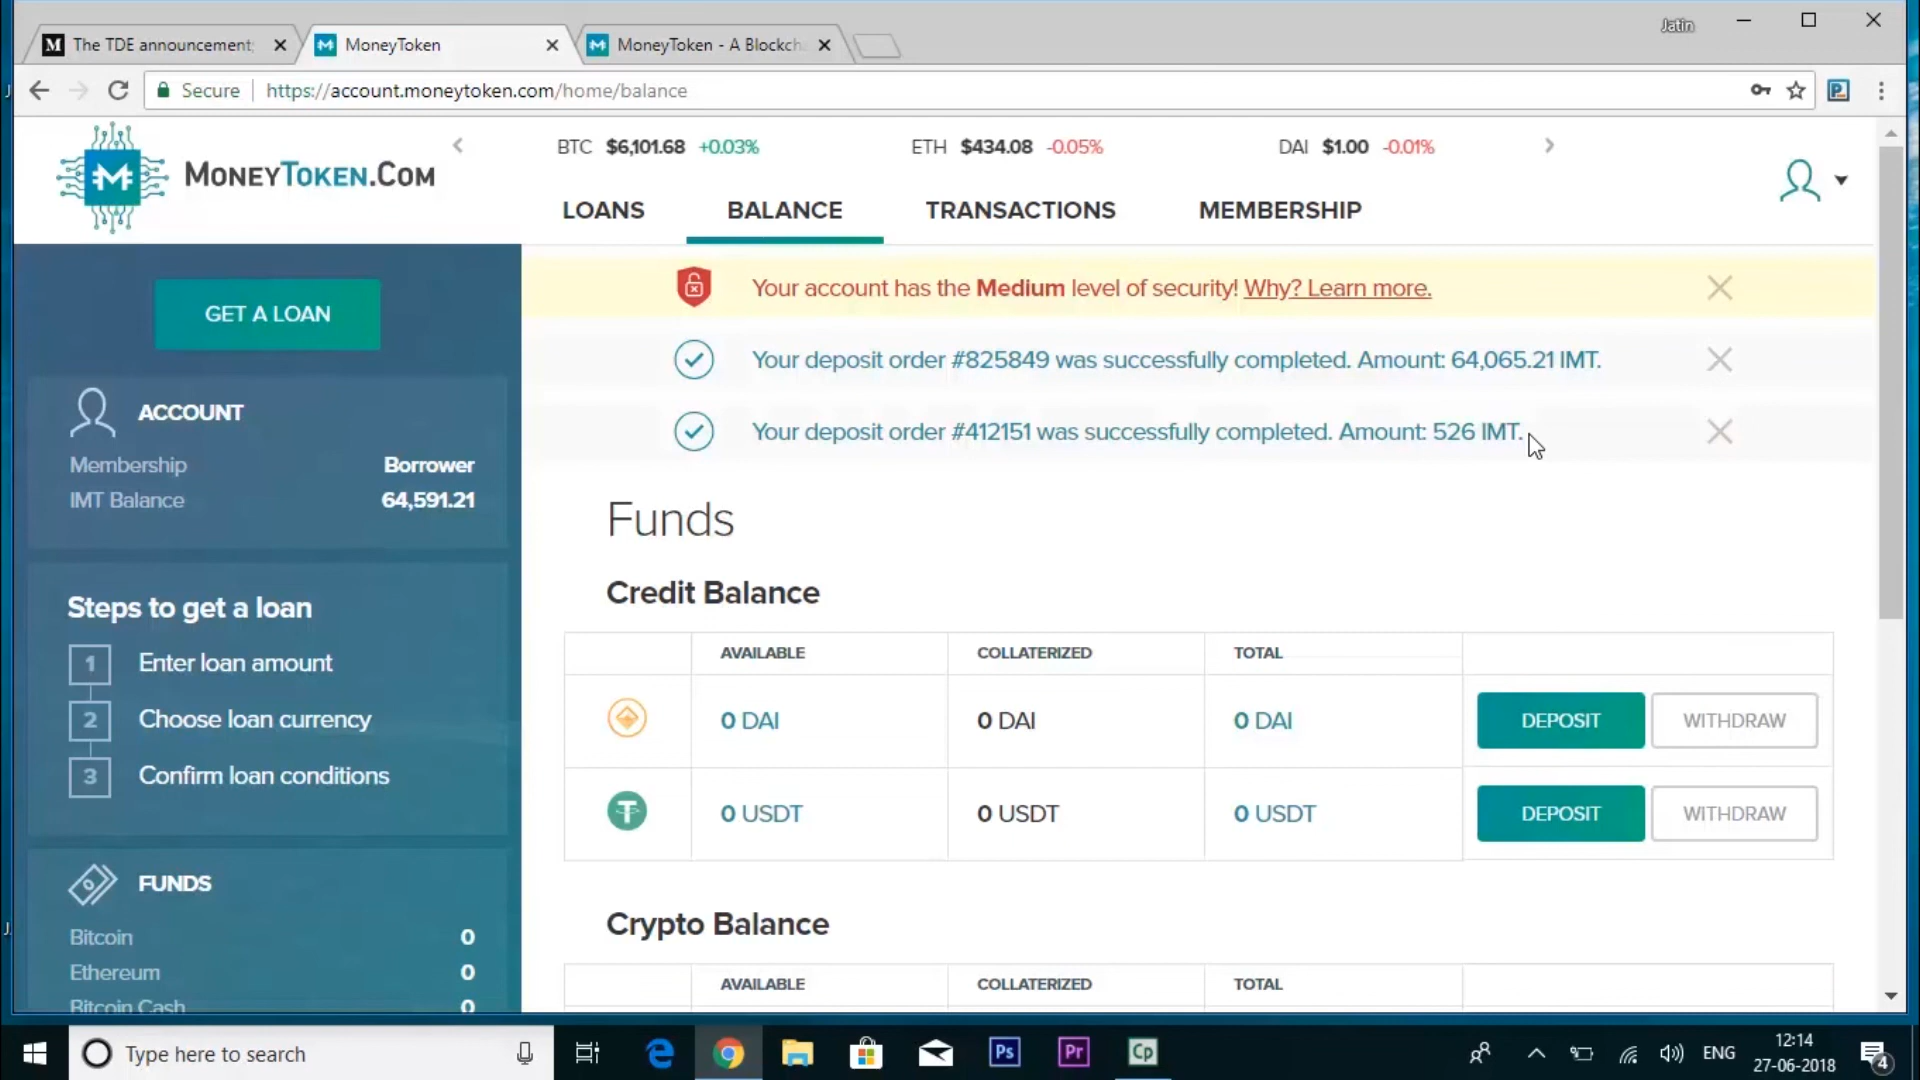 Jatin
The TDE announcement;
MoneyToken
MoneyToken - A Blockch
Secure
https://account.moneytoken.com/home/balance
MONEYTOKEN.COM
BTC $6,101.68 +0.03%
ETH $434.08 -0.05%
DAI $1.00 -0.01%
LOANS
BALANCE
TRANSACTIONS
MEMBERSHIP
GET A LOAN
ACCOUNT
Membership Borrower
IMT Balance 64,591.21
Steps to get a loan
1 Enter loan amount
2 Choose loan currency
3 Confirm loan conditions
FUNDS
Bitcoin 0
Ethereum 0
Bitcoin Cash 0
Your account has the Medium level of security! Why? Learn more.
Your deposit order #825849 was successfully completed. Amount: 64,065.21 IMT.
Your deposit order #412151 was successfully completed. Amount: 526 IMT.
Funds
Credit Balance
AVAILABLE COLLATERIZED TOTAL
0 DAI 0 DAI 0 DAI DEPOSIT WITHDRAW
0 USDT 0 USDT 0 USDT DEPOSIT WITHDRAW
Crypto Balance
AVAILABLE COLLATERIZED TOTAL
Type here to search
Ps
Pr
Cp
ENG
12:14
27-06-2018
4